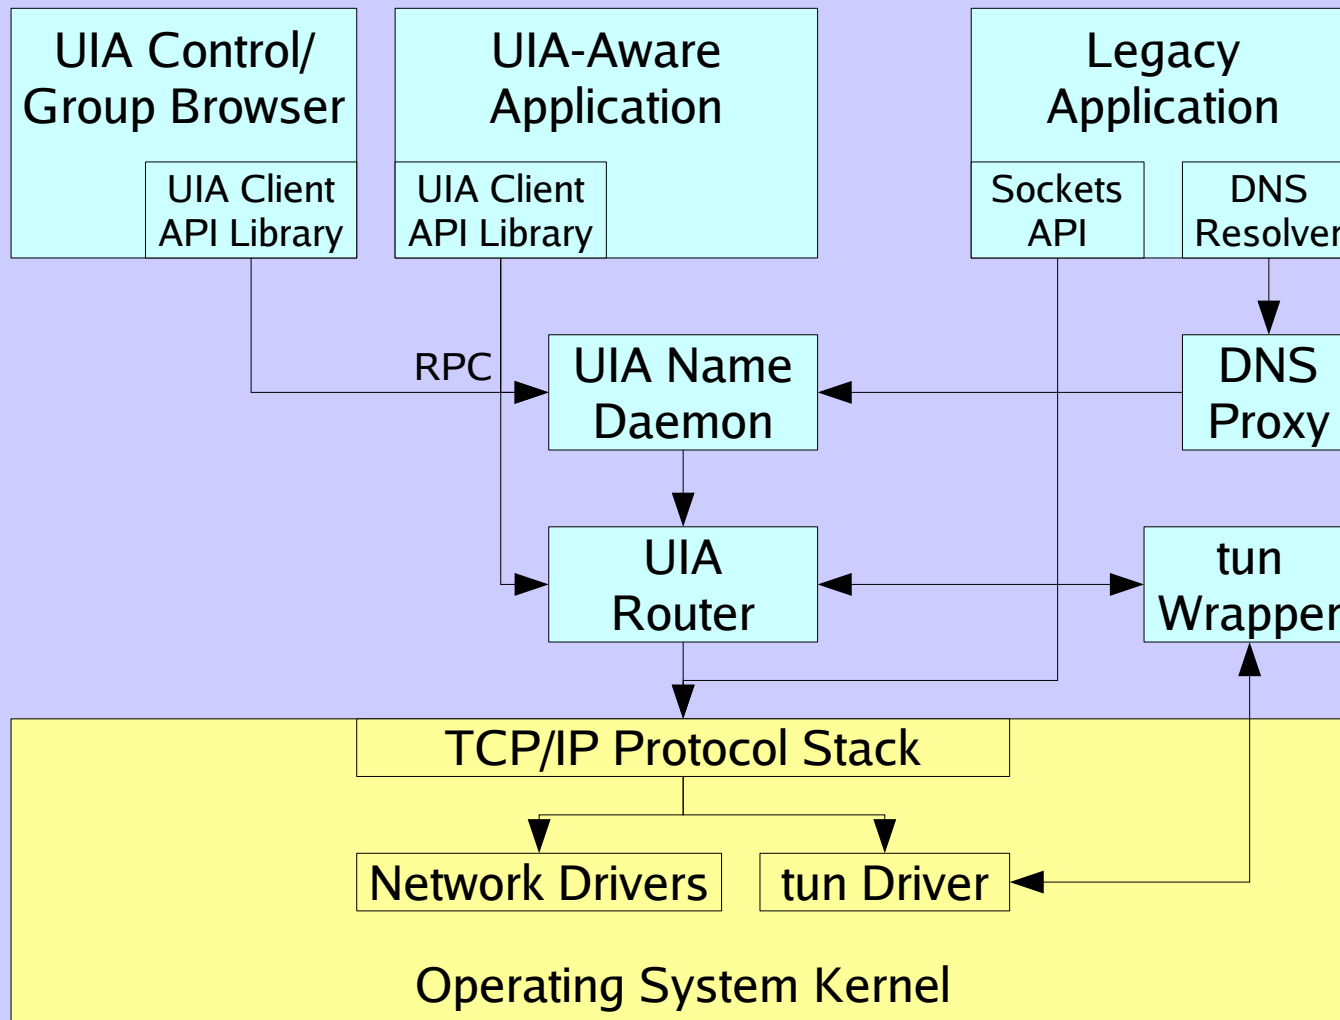 UIA Control/
Group Browser
UIA Client
API Library
UIA-Aware
Application
UIA Client
API Library
Legacy
Application
Sockets
API
DNS
Resolver
RPC
UIA Name
Daemon
DNS
Proxy
UIA
Router
tun
Wrapper
TCP/IP Protocol Stack
Network Drivers
tun Driver
Operating System Kernel